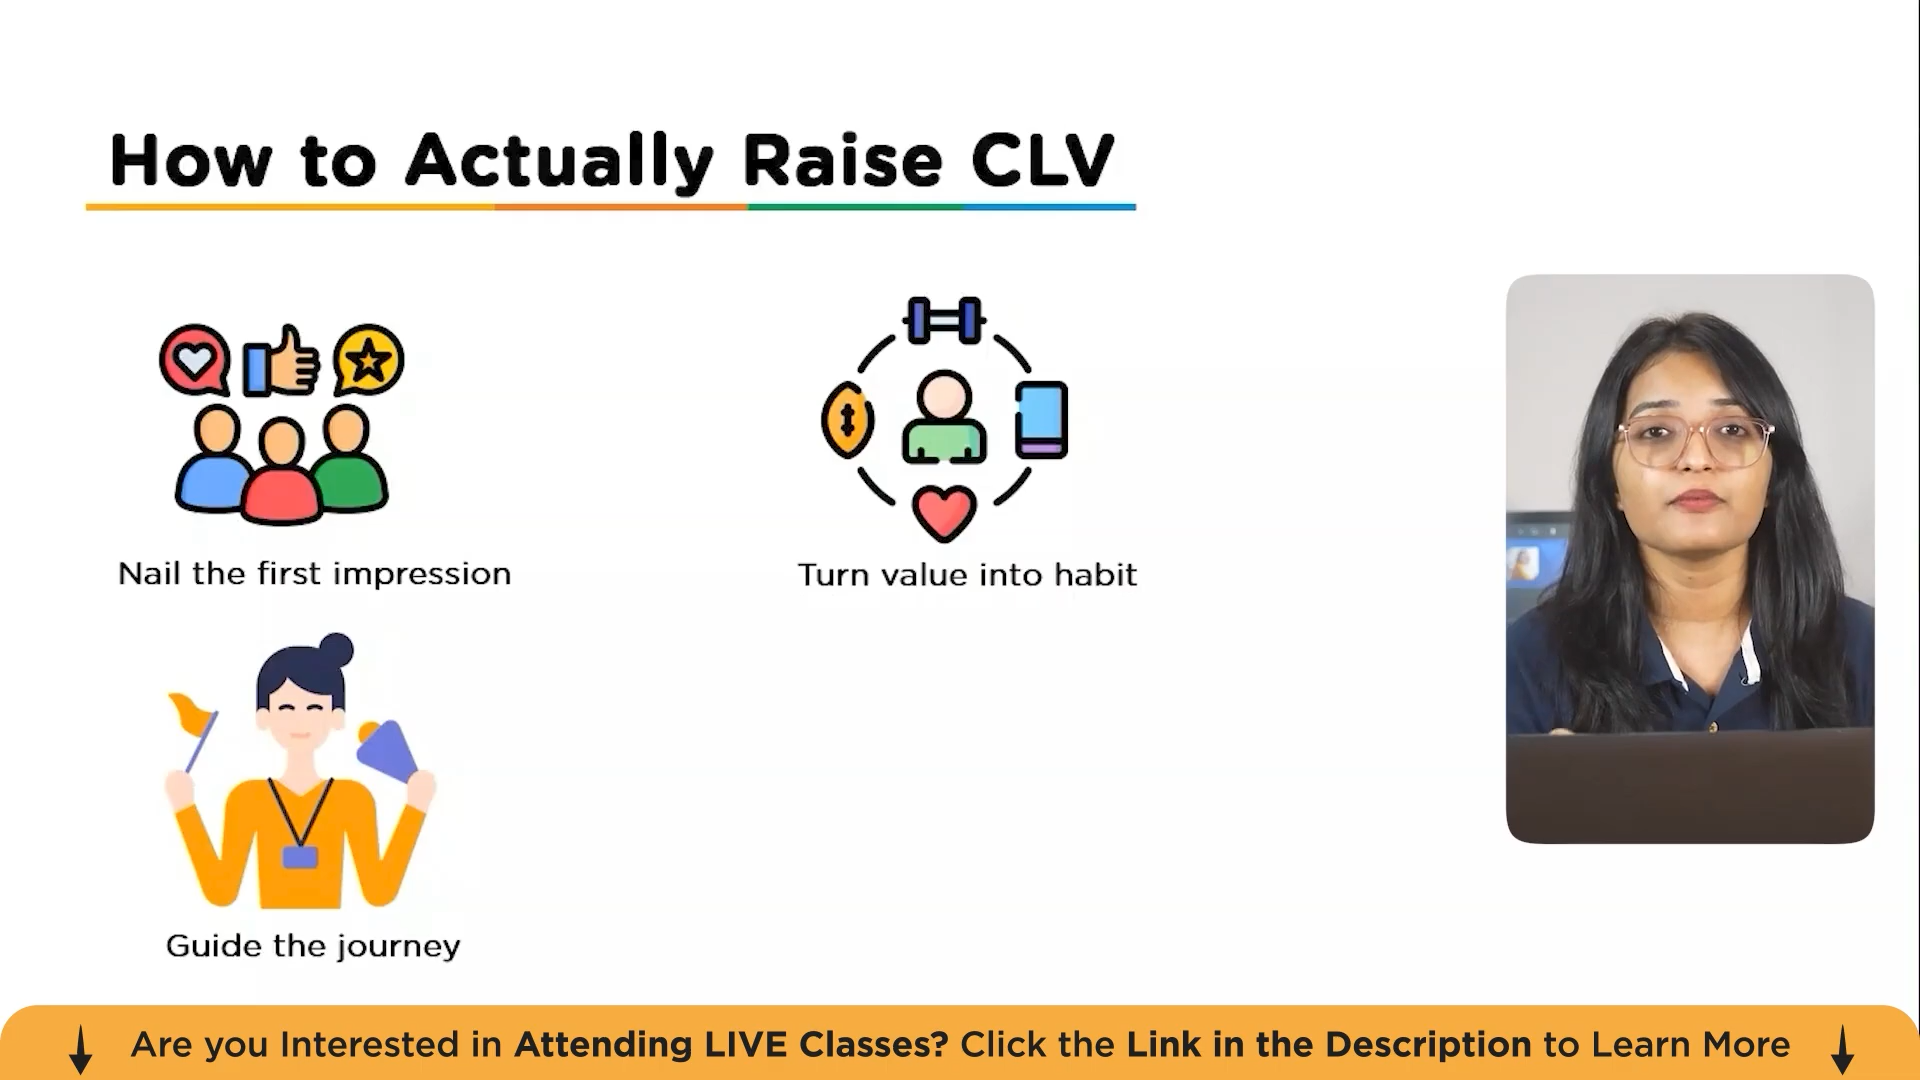 How to Actually Raise CLV
Nail the first impression
Turn value into habit
Guide the journey
Are you Interested in Attending LIVE Classes? Click the Link in the Description to Learn More